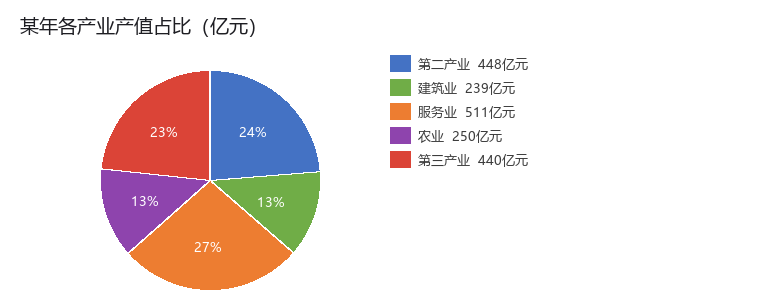 某年各产业产值占比（亿元）
第二产业 448亿元
建筑业 239亿元
服务业 511亿元
农业 250亿元
第三产业 440亿元
23%
24%
13%
13%
27%